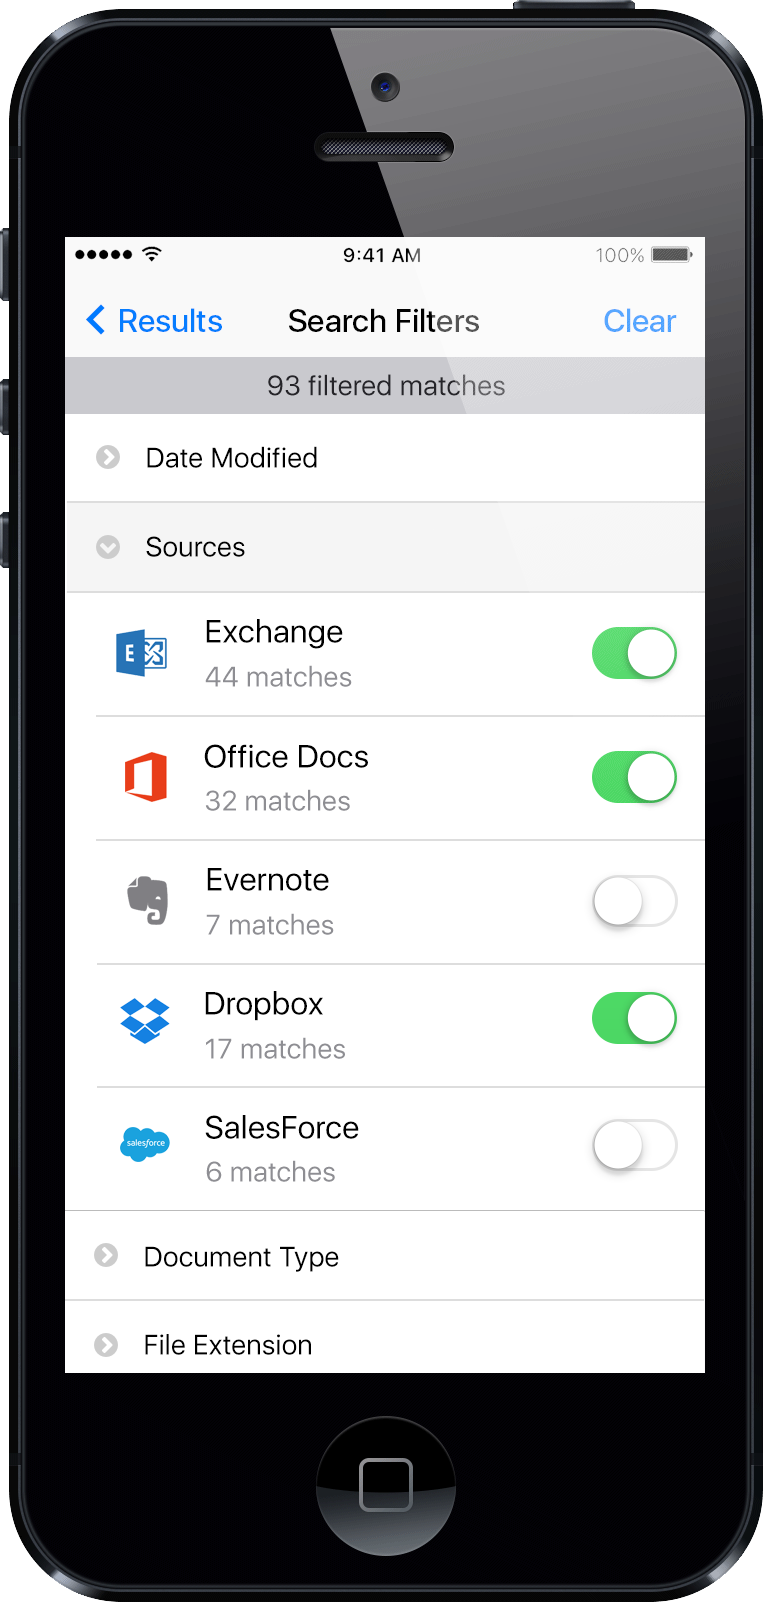 9:41 AM 100%
Results Search Filters Clear
93 filtered matches
Date Modified
Sources
E Exchange
44 matches
Office Docs
32 matches
Evernote
7 matches
Dropbox
17 matches
salesforce SalesForce
6 matches
Document Type
File Extension